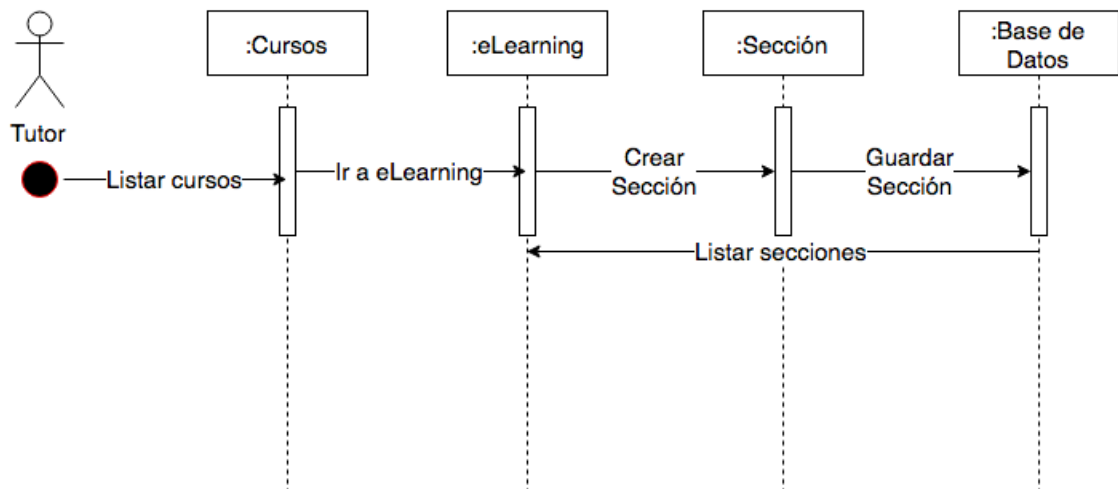 :Cursos
:eLearning
:Sección
:Base de
Datos
Tutor
Listar cursos
Ir a eLearning
Crear
Sección
Guardar
Sección
Listar secciones